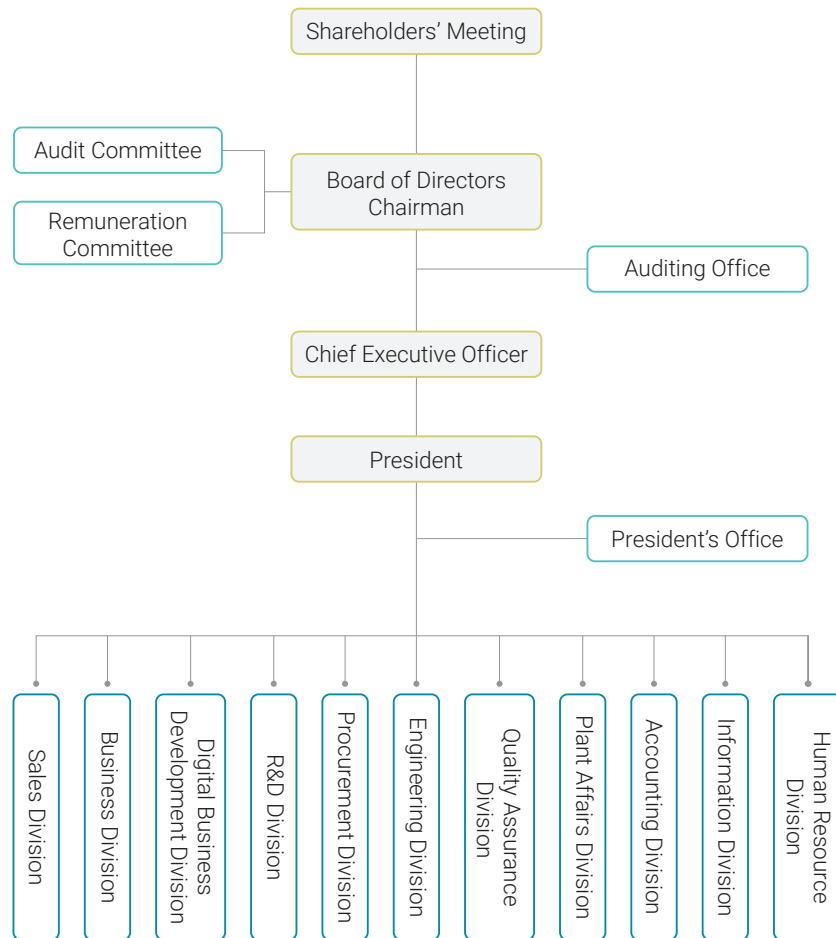 Shareholders’ Meeting
Audit Committee
Board of Directors
Chairman
Remuneration
Committee
Auditing Office
Chief Executive Officer
President
President’s Office
Sales Division
Business Division
Digital Business
Development Division
R&D Division
Procurement Division
Engineering Division
Quality Assurance
Division
Plant Affairs Division
Accounting Division
Information Division
Human Resource
Division